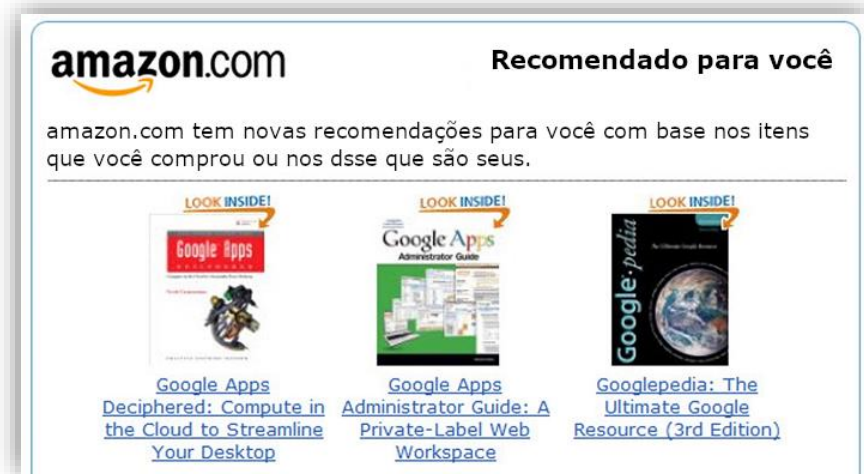 amazon.com
Recomendado para você
amazon.com tem novas recomendações para você com base nos itens
que você comprou ou nos dsse que são seus.
LOOK INSIDE!
LOOK INSIDE!
LOOK INSIDE!
Google Apps
Google Apps
Administrator Guide
Google·pedia
The Ultimate Google Resource
Google Apps
Deciphered: Compute in
the Cloud to Streamline
Your Desktop
Google Apps
Administrator Guide: A
Private-Label Web
Workspace
Googlepedia: The
Ultimate Google
Resource (3rd Edition)